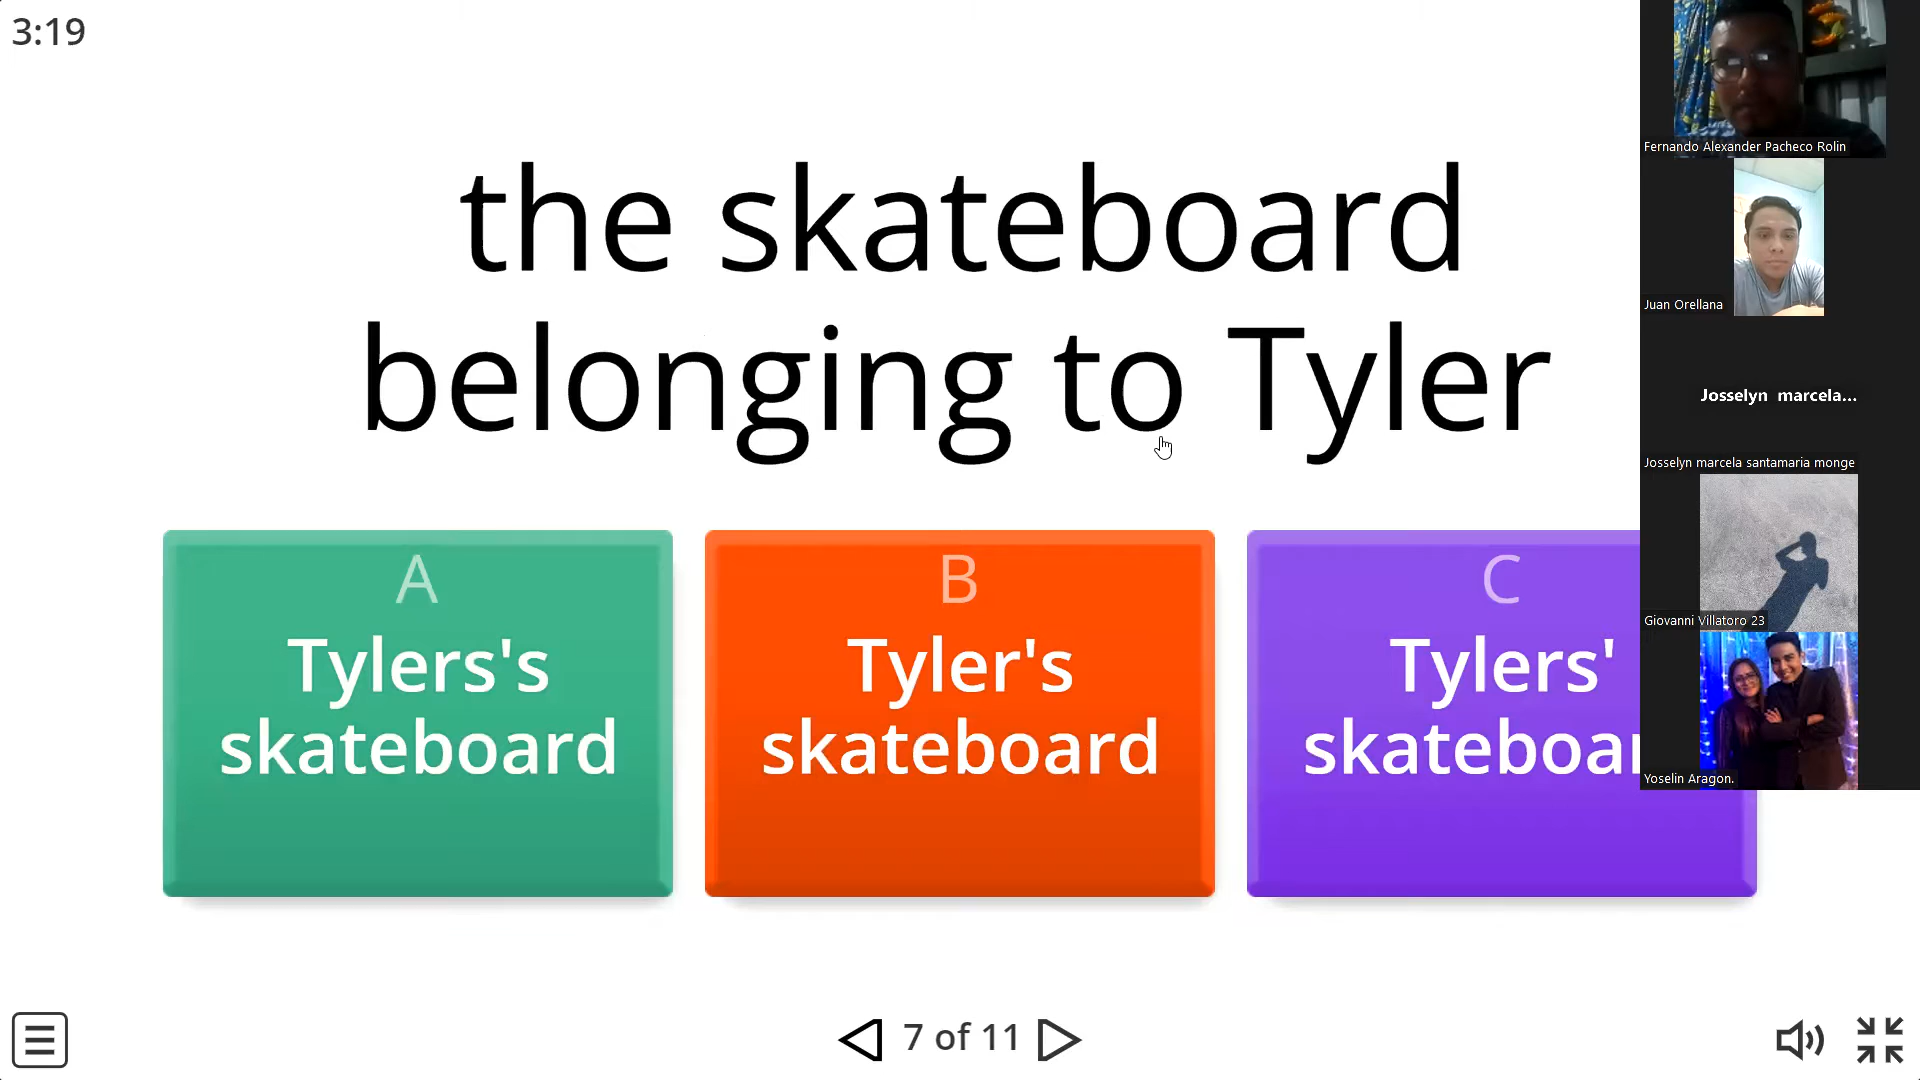 3:19
the skateboard
belonging to Tyler
A
Tylers's
skateboard
B
Tyler's
skateboard
C
Tylers'
skateboar
7 of 11
Fernando Alexander Pacheco Rolin
Juan Orellana
Josselyn marcela...
Josselyn marcela santamaria monge
Giovanni Villatoro 23
Yoselin Aragon.